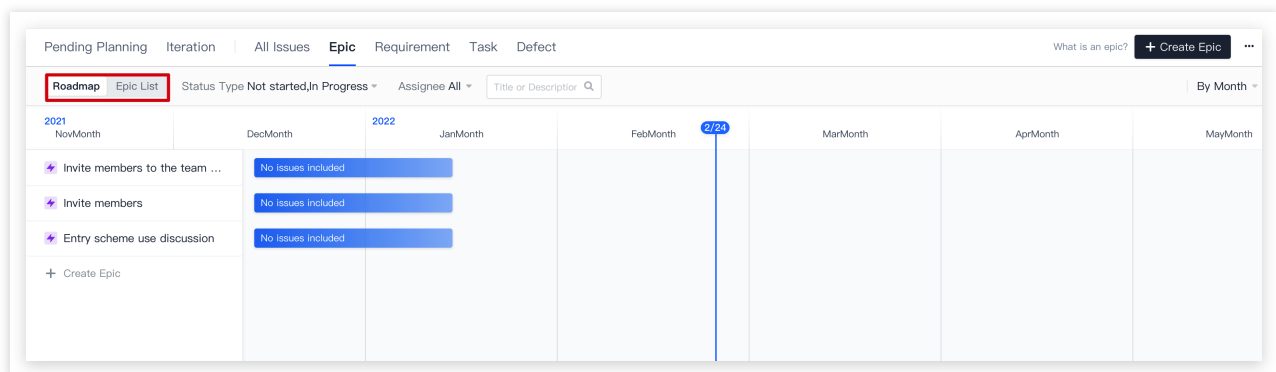 Pending Planning Iteration All Issues Epic Requirement Task Defect What is an epic? + Create Epic ...
Roadmap Epic List Status Type Not started,In Progress Assignee All Title or Descriptior By Month
2021 2022 2/24
NovMonth DecMonth JanMonth FebMonth MarMonth AprMonth MayMonth
Invite members to the team ... No issues included
Invite members No issues included
Entry scheme use discussion No issues included
+ Create Epic